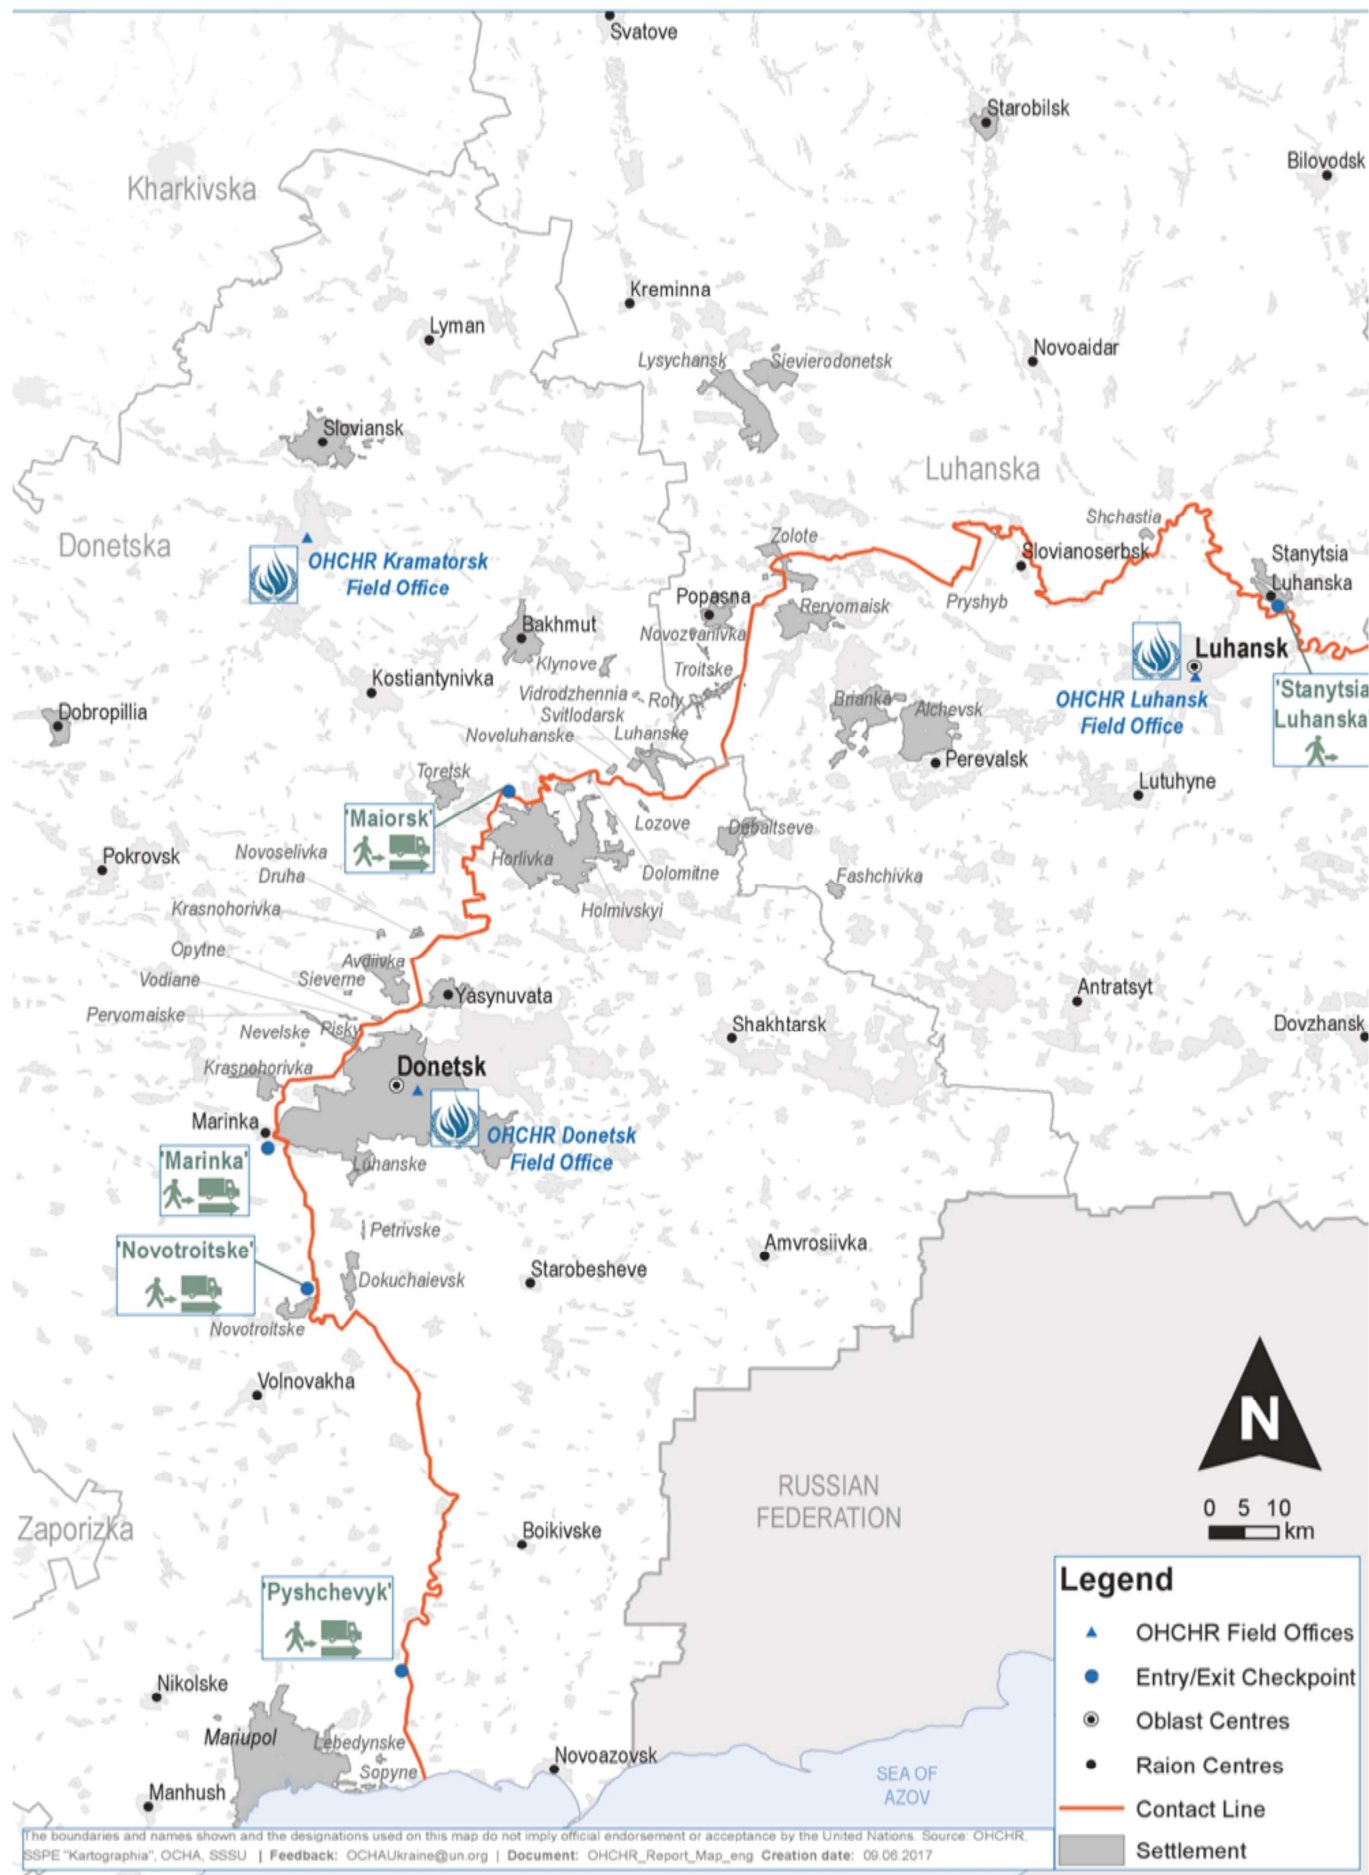 Svatove
Starobilsk
Bilovodsk
Kharkivska
Kreminna
Lyman
Novoaidar
Lysychansk
Sievierodonetsk
Sloviansk
Luhanska
Shchastia
Donetska
Zolote
Slovianoserbsk
Stanytsia
Luhanska
OHCHR Kramatorsk
Field Office
Popasna
Rervomaisk
Pryshyb
Bakhmut
Novozvanivka
Klynove
Troitske
Luhansk
Kostiantynivka
Vidrodzhennia
Roty
Brianka
Alchevsk
OHCHR Luhansk
Field Office
'Stanytsia
Luhanska
Dobropillia
Svitlodarsk
Novoluhanske
Luhanske
Perevalsk
Toretsk
Lutuhyne
'Maiorsk'
Lozove
Debaltseve
Pokrovsk
Novoselivka
Druha
Horlivka
Dolomitne
Fashchivka
Krasnohorivka
Holmivskyi
Opytne
Avdiivka
Vodiane
Sieverne
Yasynuvata
Antratsyt
Pervomaiske
Nevelske
Pisky
Shakhtarsk
Dovzhansk
Krasnohorivka
Donetsk
Marinka
OHCHR Donetsk
Field Office
'Marinka'
Luhanske
Petrivske
'Novotroitske'
Amvrosiivka
Dokuchaievsk
Starobesheve
Novotroitske
Volnovakha
N
RUSSIAN
FEDERATION
0 5 10
km
Zaporizka
Boikivske
'Pyshchevyk'
Legend
OHCHR Field Offices
Entry/Exit Checkpoint
Oblast Centres
Raion Centres
Contact Line
Settlement
Nikolske
Mariupol
Lebedynske
Sopyne
Novoazovsk
Manhush
SEA OF
AZOV
The boundaries and names shown and the designations used on this map do not imply official endorsement or acceptance by the United Nations. Source: OHCHR,
SSPE "Kartographia", OCHA, SSSU | Feedback: OCHAUkraine@un.org | Document: OHCHR_Report_Map_eng Creation date: 09.06.2017